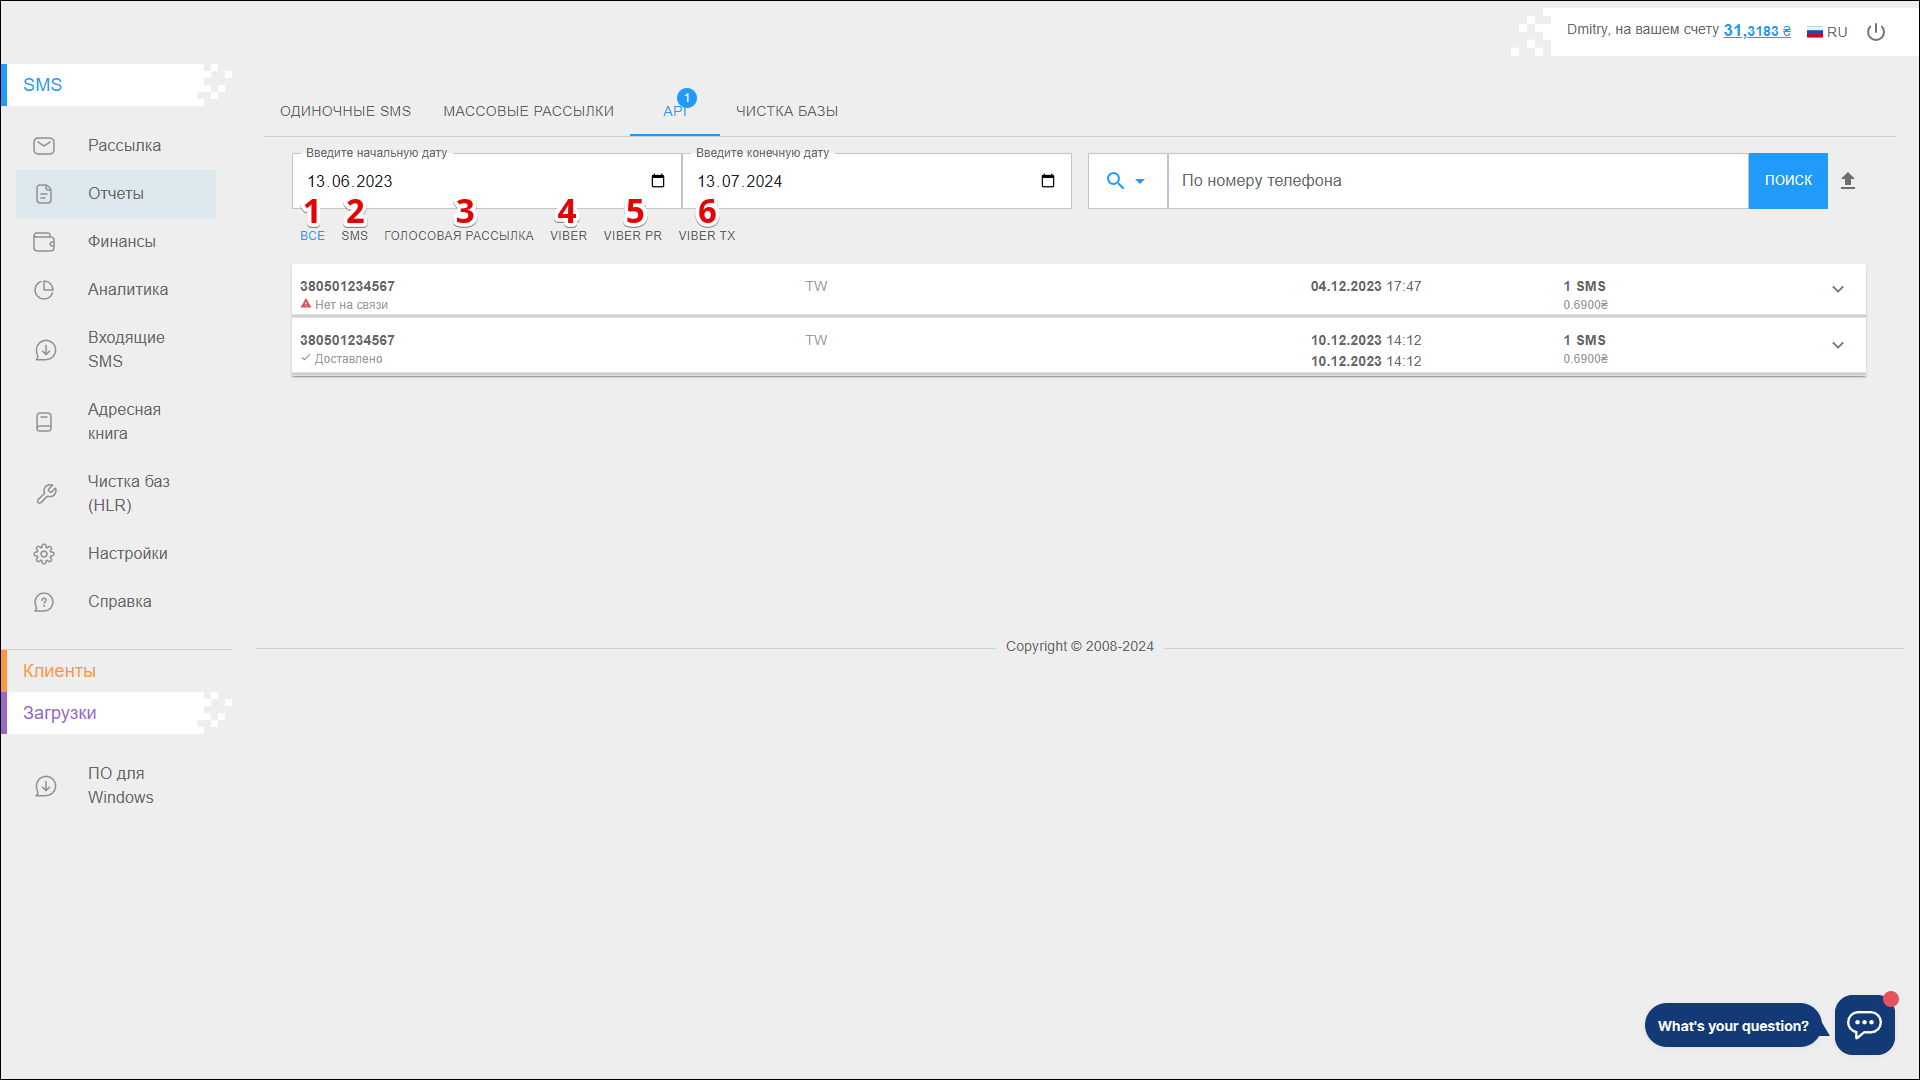 Dmitry, на вашем счету 31,3183 ₴ RU
SMS
ОДИНОЧНЫЕ SMS МАССОВЫЕ РАССЫЛКИ API 1 ЧИСТКА БАЗЫ
Рассылка
Отчеты
Финансы
Аналитика
Входящие
SMS
Адресная
книга
Чистка баз
(HLR)
Настройки
Справка
Клиенты
Загрузки
ПО для
Windows
Введите начальную дату Введите конечную дату
13.06.2023 13.07.2024 По номеру телефона ПОИСК
1 2 3 4 5 6
ВСЕ SMS ГОЛОСОВАЯ РАССЫЛКА VIBER VIBER PR VIBER TX
380501234567 TW 04.12.2023 17:47 1 SMS
Нет на связи 0.6900₴
380501234567 TW 10.12.2023 14:12 1 SMS
Доставлено 10.12.2023 14:12 0.6900₴
Copyright © 2008-2024
What's your question?